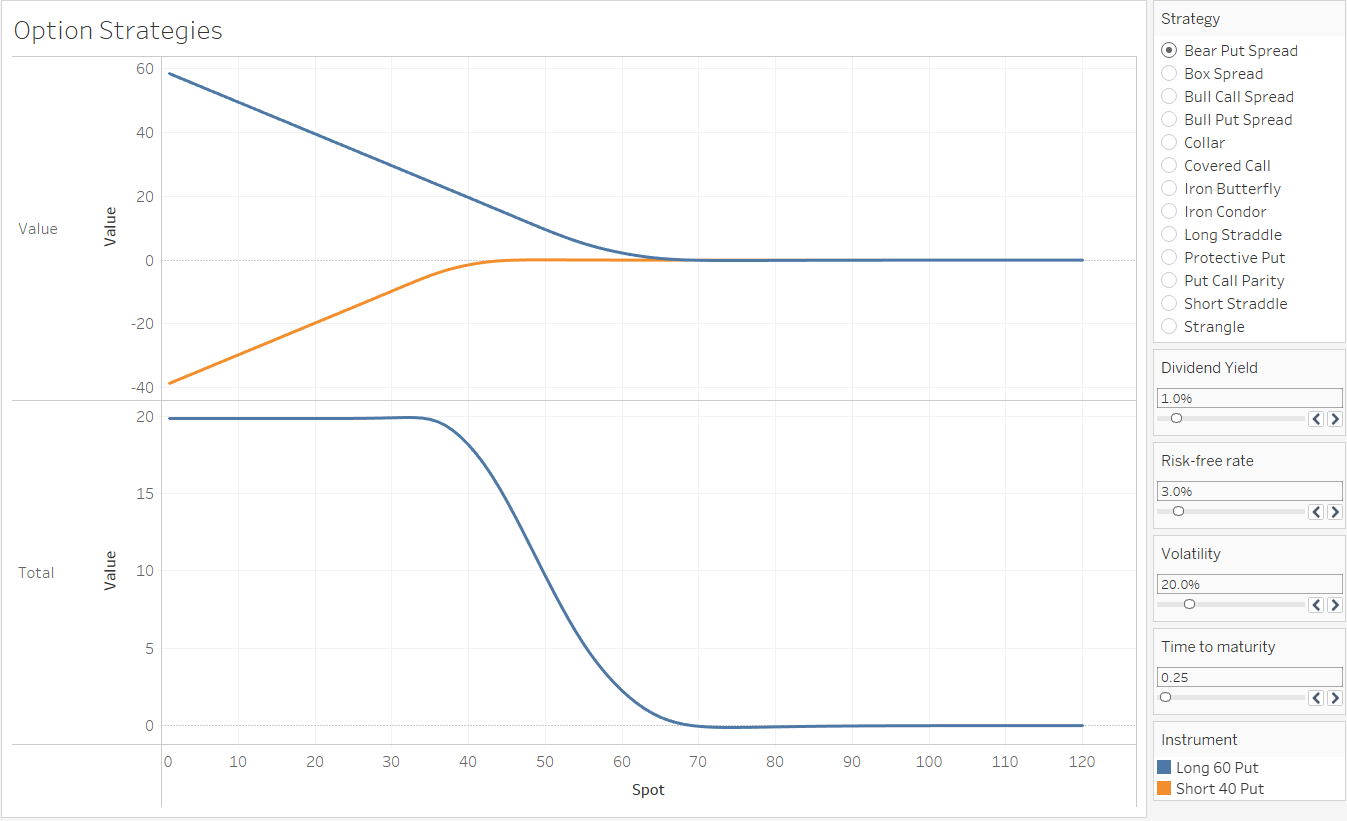 Option Strategies
Value
Value
60
40
20
0
-20
-40
Total
Value
20
15
10
5
0
0 10 20 30 40 50 60 70 80 90 100 110 120
Spot
Strategy
Bear Put Spread
Box Spread
Bull Call Spread
Bull Put Spread
Collar
Covered Call
Iron Butterfly
Iron Condor
Long Straddle
Protective Put
Put Call Parity
Short Straddle
Strangle
Dividend Yield
1.0%
Risk-free rate
3.0%
Volatility
20.0%
Time to maturity
0.25
Instrument
Long 60 Put
Short 40 Put